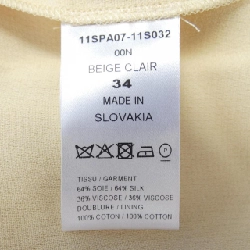 11SPA07-11S032
00N
BEIGE CLAIR
34
MADE IN
SLOVAKIA
TISSU / GARMENT
64% SOIE / 64% SILK
36% VISCOSE / 36% VISCOSE
DOUBLURE / LINING
100% COTON / 100% COTTON